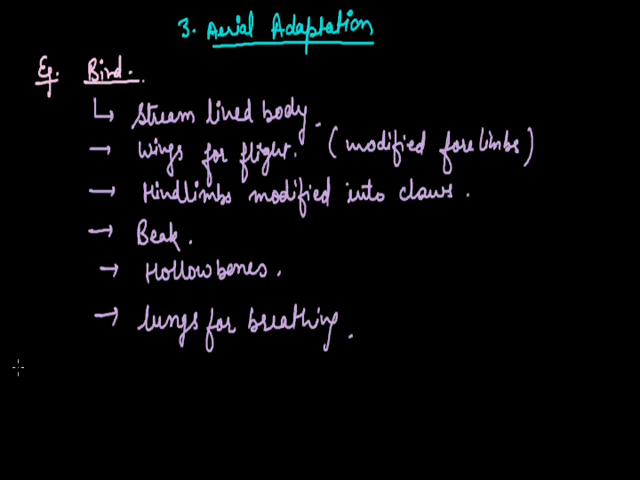 3. Aerial Adaptation
Eg. Bird.
↳ Stream lined body.
→ Wings for flight. (modified forelimbs)
→ Hindlimbs modified into claws.
→ Beak.
→ Hollow bones.
→ lungs for breathing.